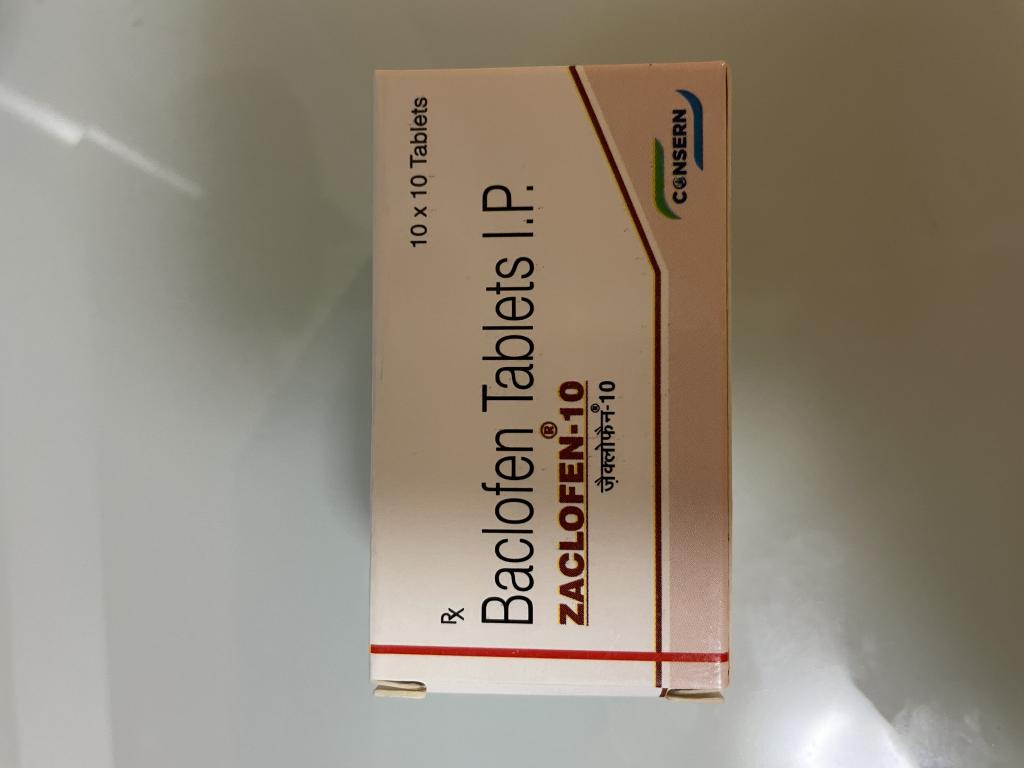 10 x 10 Tablets
Rx
Baclofen Tablets I.P.
ZACLOFEN®-10
ज़ैक्लोफैन®-10
CONSERN